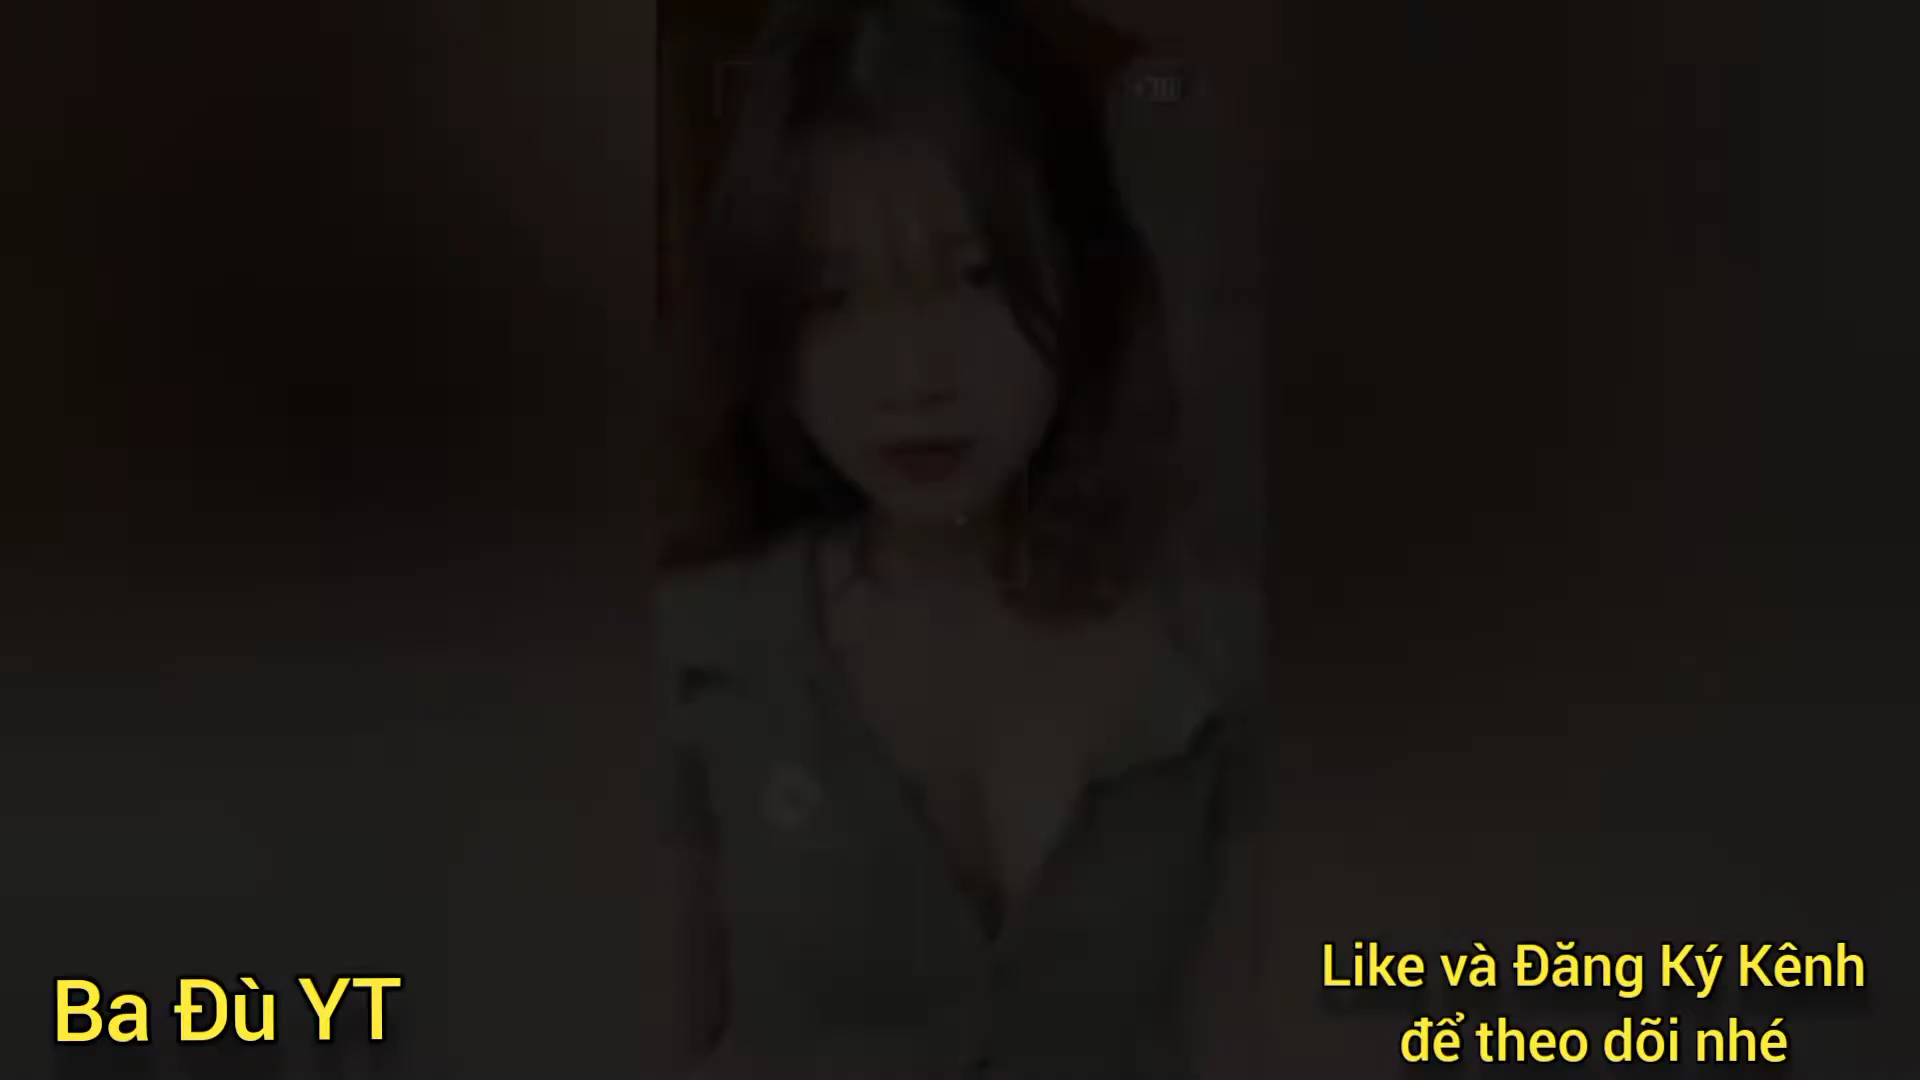 Ba Đù YT
Like và Đăng Ký Kênh
để theo dõi nhé